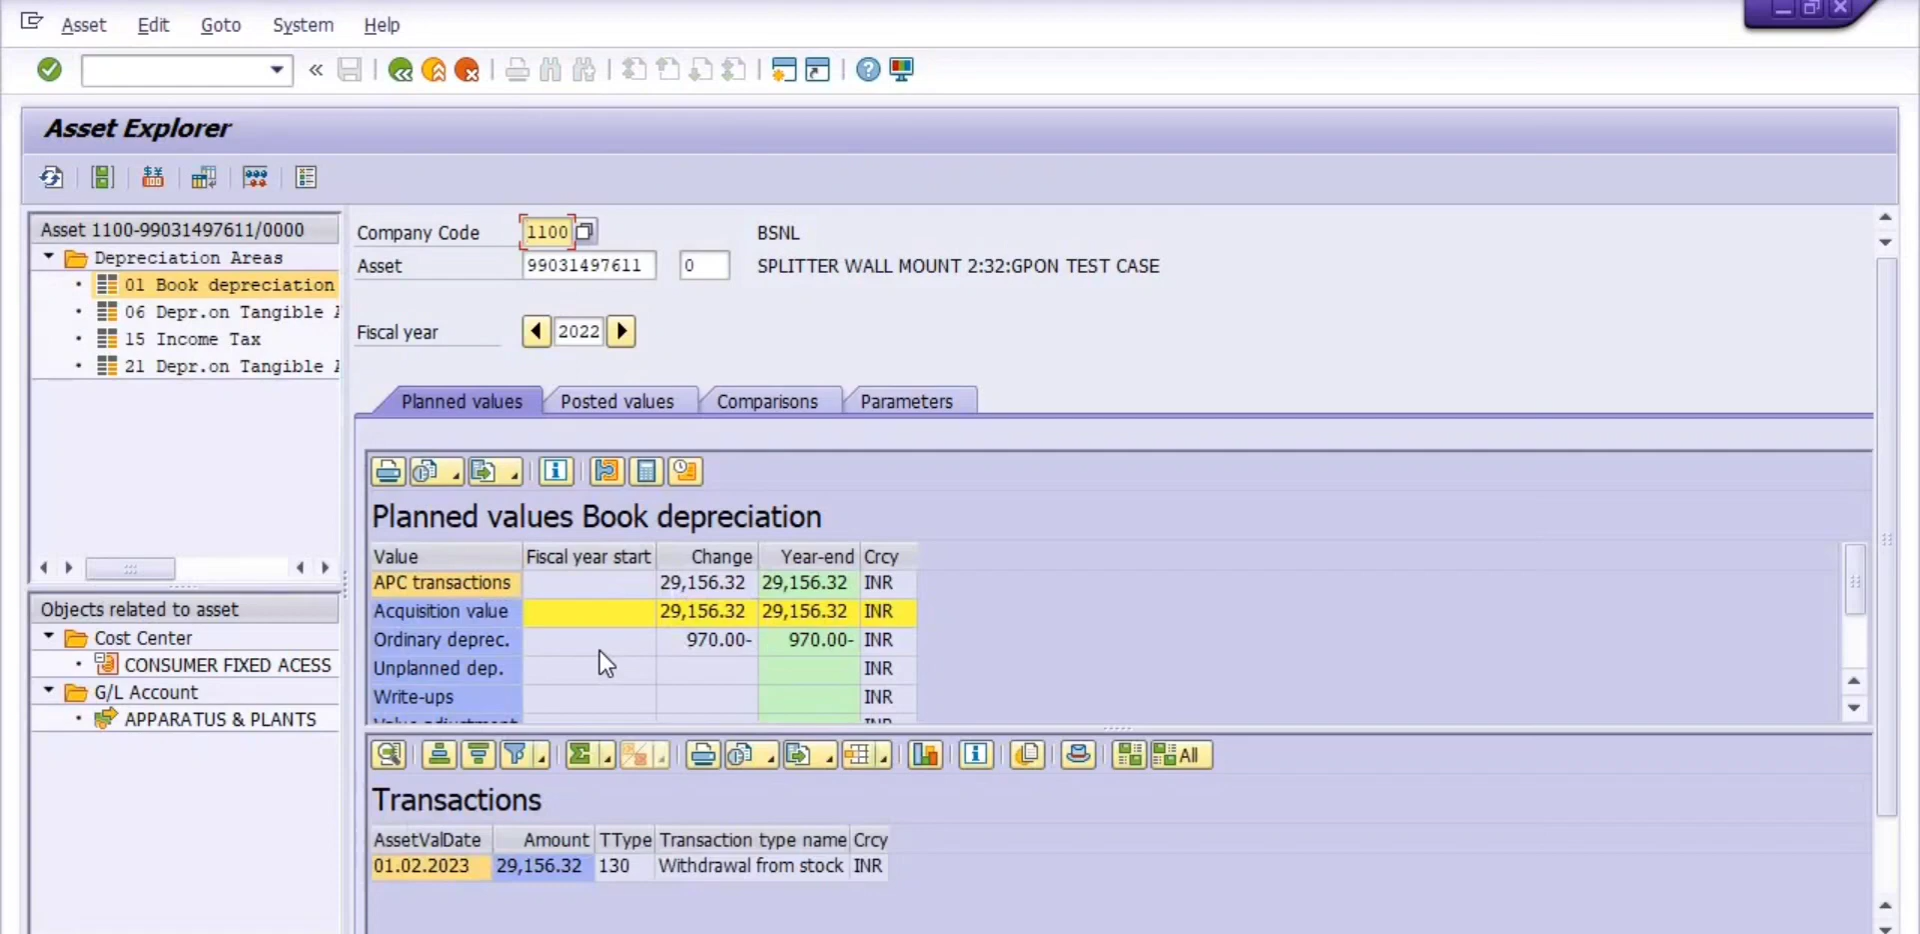 Asset Edit Goto System Help
Asset Explorer
Asset 1100-99031497611/0000
Depreciation Areas
01 Book depreciation
06 Depr.on Tangible
15 Income Tax
21 Depr.on Tangible
Objects related to asset
Cost Center
CONSUMER FIXED ACESS
G/L Account
APPARATUS & PLANTS
Company Code 1100 BSNL
Asset 99031497611 0 SPLITTER WALL MOUNT 2:32:GPON TEST CASE
Fiscal year 2022
Planned values Posted values Comparisons Parameters
Planned values Book depreciation
Value Fiscal year start Change Year-end Crcy
APC transactions 29,156.32 29,156.32 INR
Acquisition value 29,156.32 29,156.32 INR
Ordinary deprec. 970.00- 970.00- INR
Unplanned dep. INR
Write-ups INR
Value adjustment INR
All
Transactions
AssetValDate Amount TType Transaction type name Crcy
01.02.2023 29,156.32 130 Withdrawal from stock INR